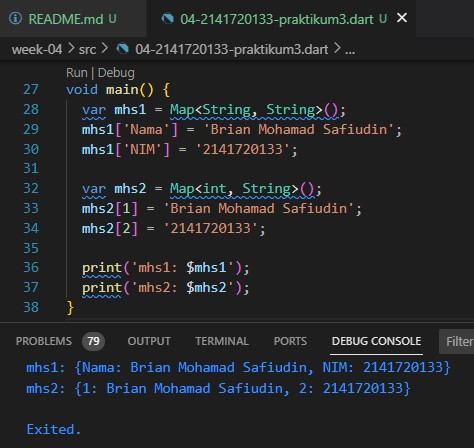 README.md U 04-2141720133-praktikum3.dart U
week-04 > src > 04-2141720133-praktikum3.dart > ...
Run | Debug
27 void main() {
28 var mhs1 = Map<String, String>();
29 mhs1['Nama'] = 'Brian Mohamad Safiudin';
30 mhs1['NIM'] = '2141720133';
31
32 var mhs2 = Map<int, String>();
33 mhs2[1] = 'Brian Mohamad Safiudin';
34 mhs2[2] = '2141720133';
35
36 print('mhs1: $mhs1');
37 print('mhs2: $mhs2');
38 }
PROBLEMS 79 OUTPUT TERMINAL PORTS DEBUG CONSOLE Filter
mhs1: {Nama: Brian Mohamad Safiudin, NIM: 2141720133}
mhs2: {1: Brian Mohamad Safiudin, 2: 2141720133}
Exited.